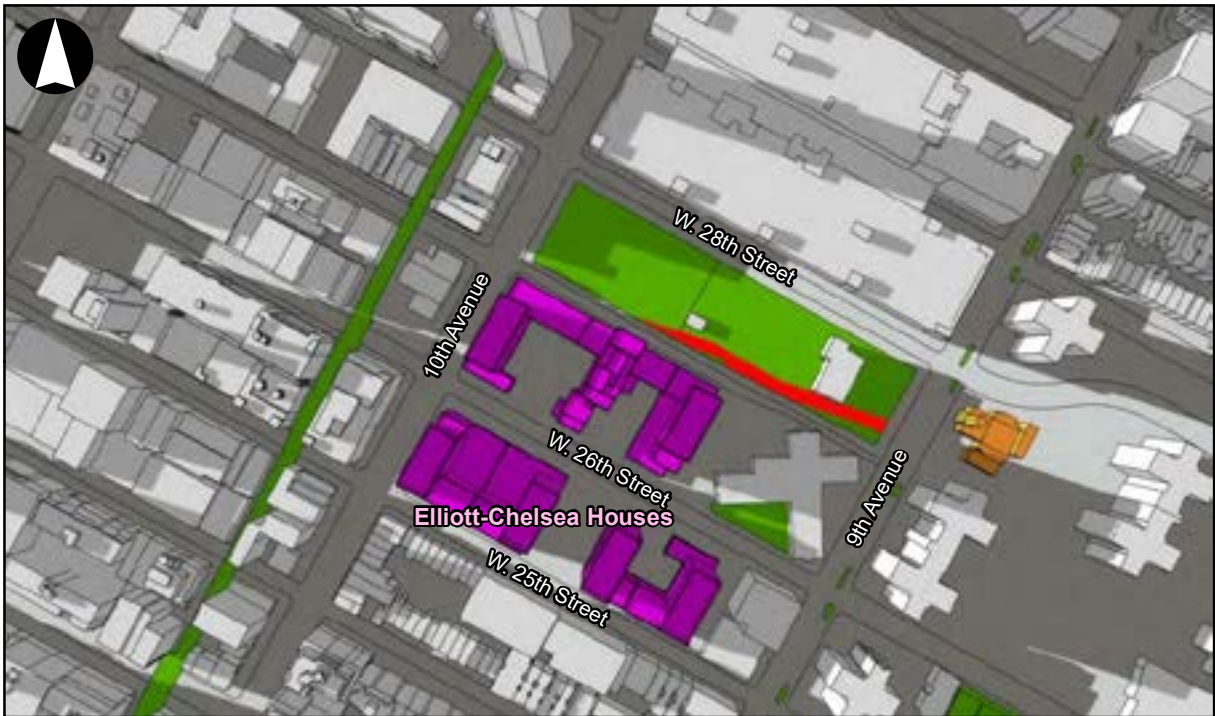 W. 28th Street
10th Avenue
W. 26th Street
9th Avenue
Elliott-Chelsea Houses
W. 25th Street